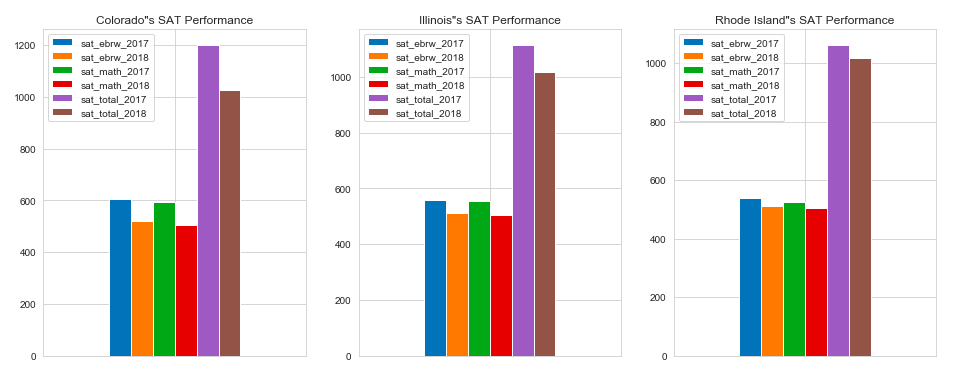 Colorado"s SAT Performance
1200
1000
800
600
400
200
0
sat_ebrw_2017
sat_ebrw_2018
sat_math_2017
sat_math_2018
sat_total_2017
sat_total_2018
Illinois"s SAT Performance
1000
800
600
400
200
0
sat_ebrw_2017
sat_ebrw_2018
sat_math_2017
sat_math_2018
sat_total_2017
sat_total_2018
Rhode Island"s SAT Performance
1000
800
600
400
200
0
sat_ebrw_2017
sat_ebrw_2018
sat_math_2017
sat_math_2018
sat_total_2017
sat_total_2018